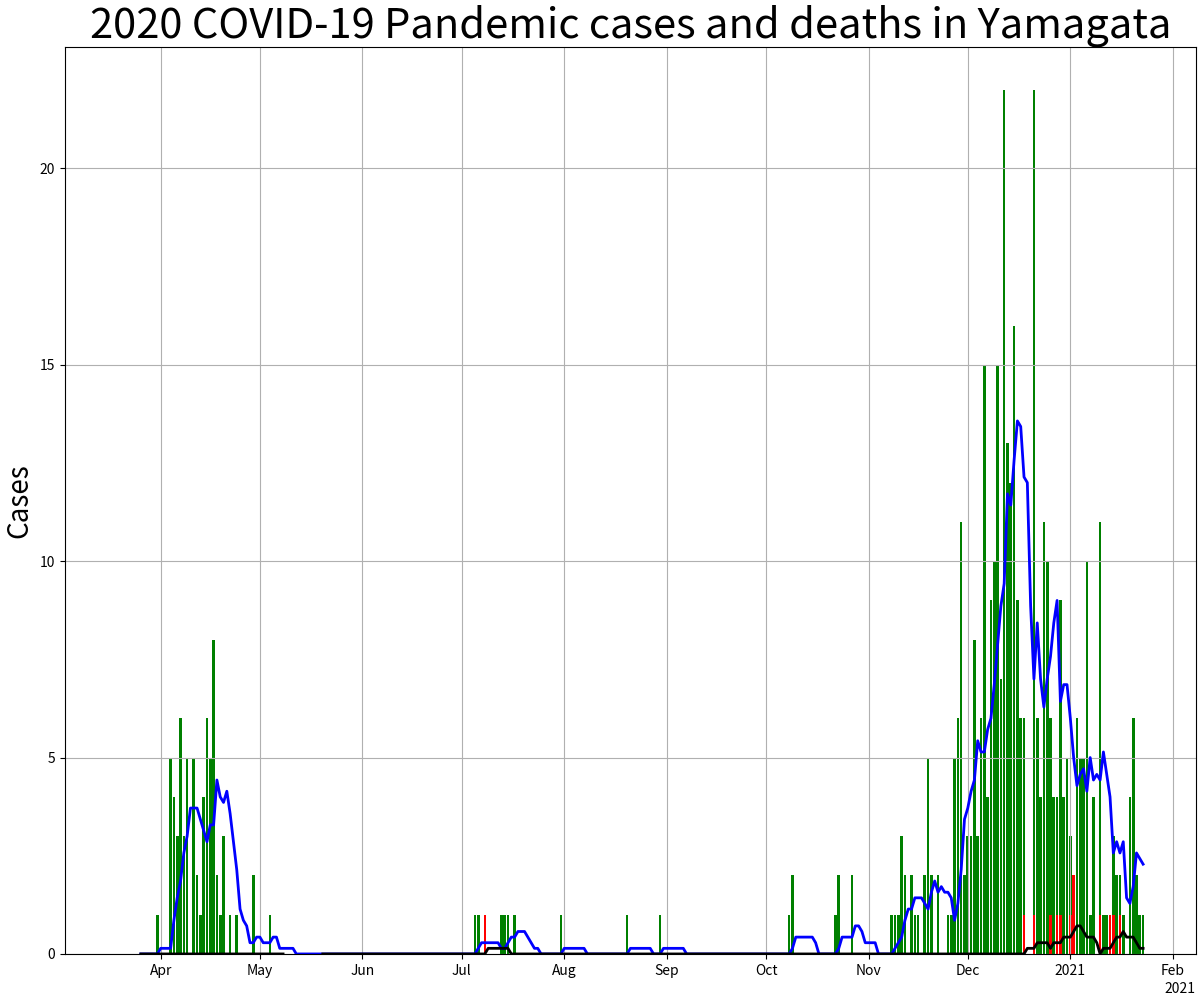 2020 COVID-19 Pandemic cases and deaths in Yamagata
Cases
20
15
10
5
0
Apr May Jun Jul Aug Sep Oct Nov Dec 2021 Feb
2021